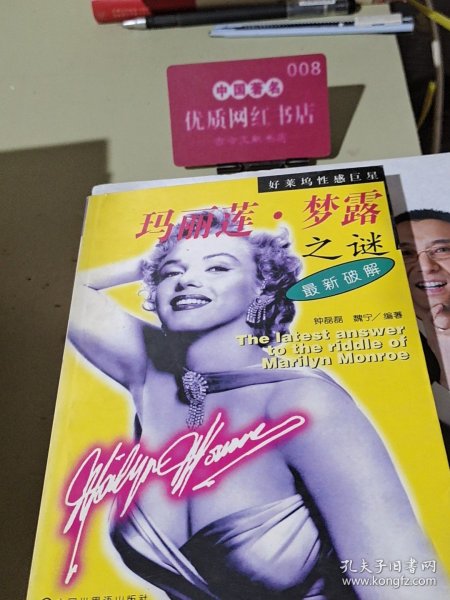 008
中国著名
优质网红书店
好莱坞性感巨星
玛丽莲·梦露
之谜
最新破解
钟磊磊 魏宁/编著
The latest answer
to the riddle of
Marilyn Monroe
Marilyn Monroe
孔夫子旧书网
www.kongfz.com